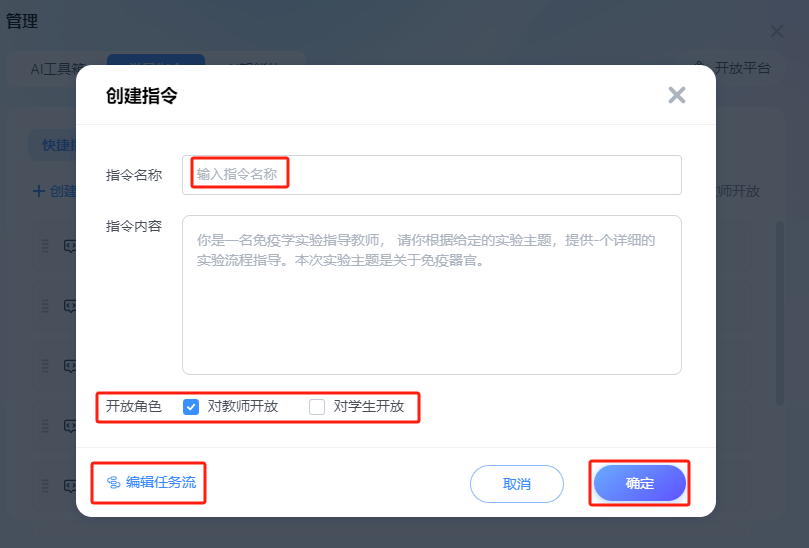 管理
AI工具箱
开放平台
创建指令
快捷指
创建
师开放
指令名称
输入指令名称
指令内容
你是一名免疫学实验指导教师， 请你根据给定的实验主题，提供-个详细的
实验流程指导。本次实验主题是关于免疫器官。
开放角色
对教师开放
对学生开放
编辑任务流
取消
确定